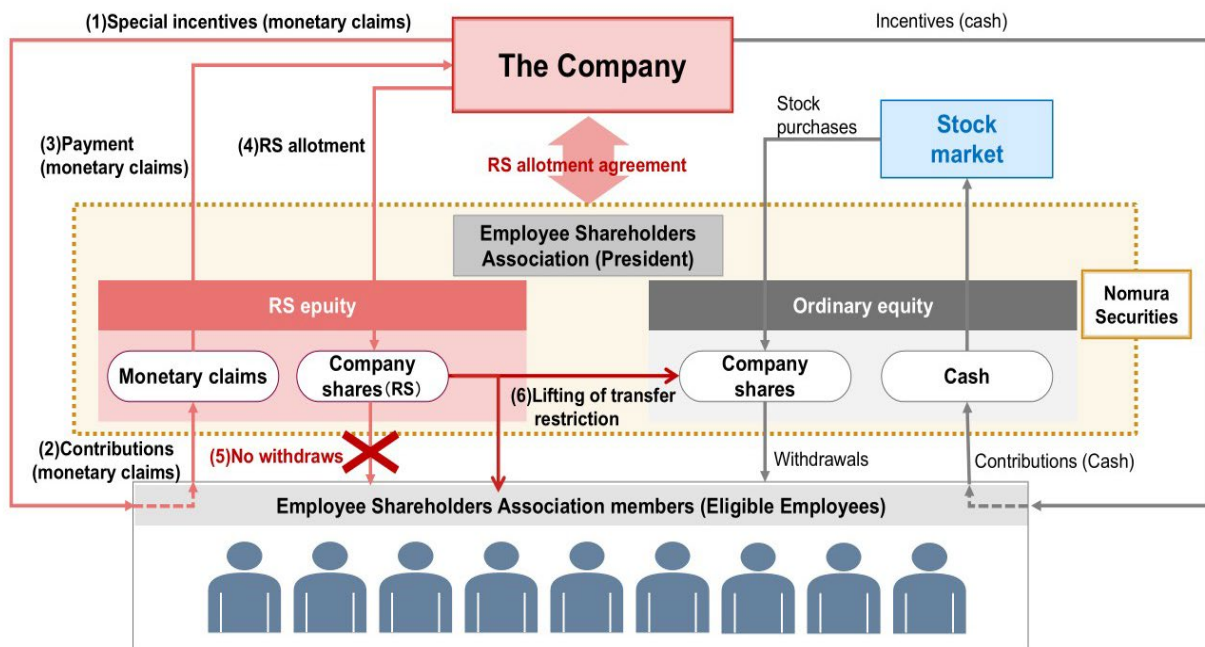 (1)Special incentives (monetary claims)
Incentives (cash)
The Company
(3)Payment
(monetary claims)
(4)RS allotment
Stock
purchases
Stock
market
RS allotment agreement
Employee Shareholders
Association (President)
Nomura
Securities
RS epuity
Ordinary equity
Monetary claims
Company
shares(RS)
Company
shares
Cash
(6)Lifting of transfer
restriction
(2)Contributions
(monetary claims)
(5)No withdraws
Withdrawals
Contributions (Cash)
Employee Shareholders Association members (Eligible Employees)